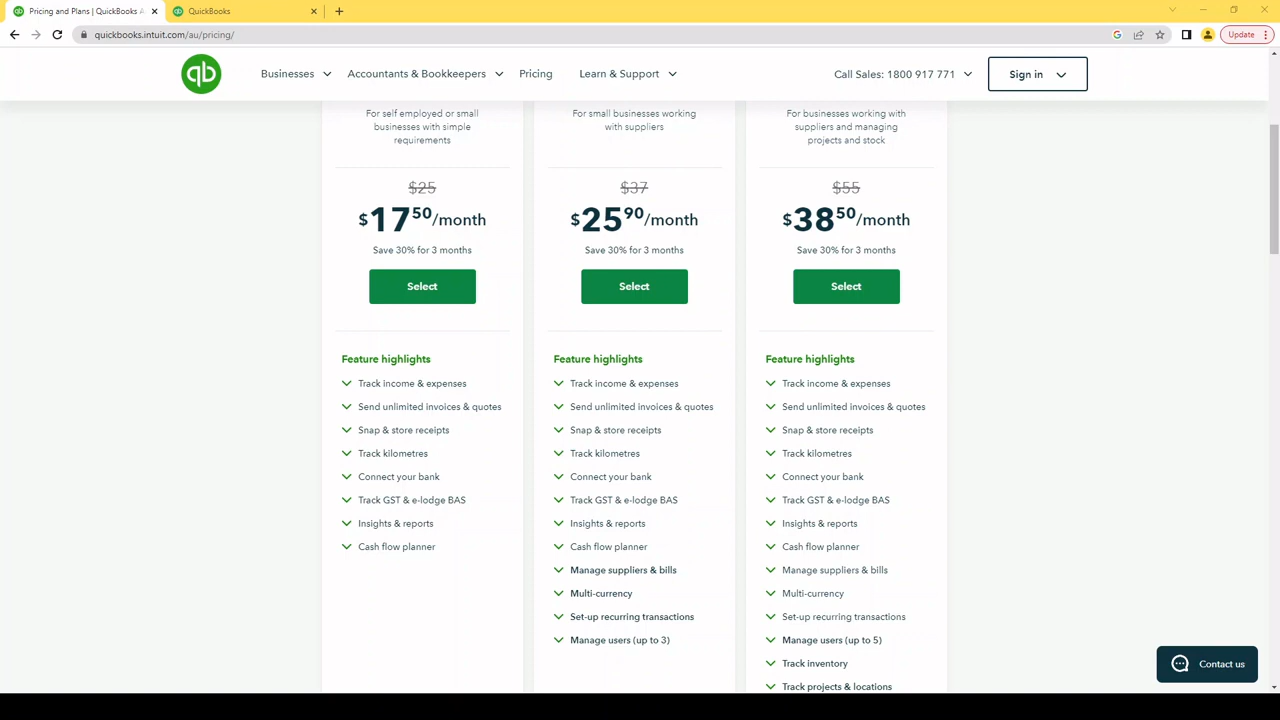 Pricing and Plans | QuickBooks A
QuickBooks
quickbooks.intuit.com/au/pricing/
Update
qb
Businesses
Accountants & Bookkeepers
Pricing
Learn & Support
Call Sales: 1800 917 771
Sign in
For self employed or small
businesses with simple
requirements
$25
$1750/month
Save 30% for 3 months
Select
Feature highlights
Track income & expenses
Send unlimited invoices & quotes
Snap & store receipts
Track kilometres
Connect your bank
Track GST & e-lodge BAS
Insights & reports
Cash flow planner
For small businesses working
with suppliers
$37
$2590/month
Save 30% for 3 months
Select
Feature highlights
Track income & expenses
Send unlimited invoices & quotes
Snap & store receipts
Track kilometres
Connect your bank
Track GST & e-lodge BAS
Insights & reports
Cash flow planner
Manage suppliers & bills
Multi-currency
Set-up recurring transactions
Manage users (up to 3)
For businesses working with
suppliers and managing
projects and stock
$55
$3850/month
Save 30% for 3 months
Select
Feature highlights
Track income & expenses
Send unlimited invoices & quotes
Snap & store receipts
Track kilometres
Connect your bank
Track GST & e-lodge BAS
Insights & reports
Cash flow planner
Manage suppliers & bills
Multi-currency
Set-up recurring transactions
Manage users (up to 5)
Track inventory
Track projects & locations
Contact us